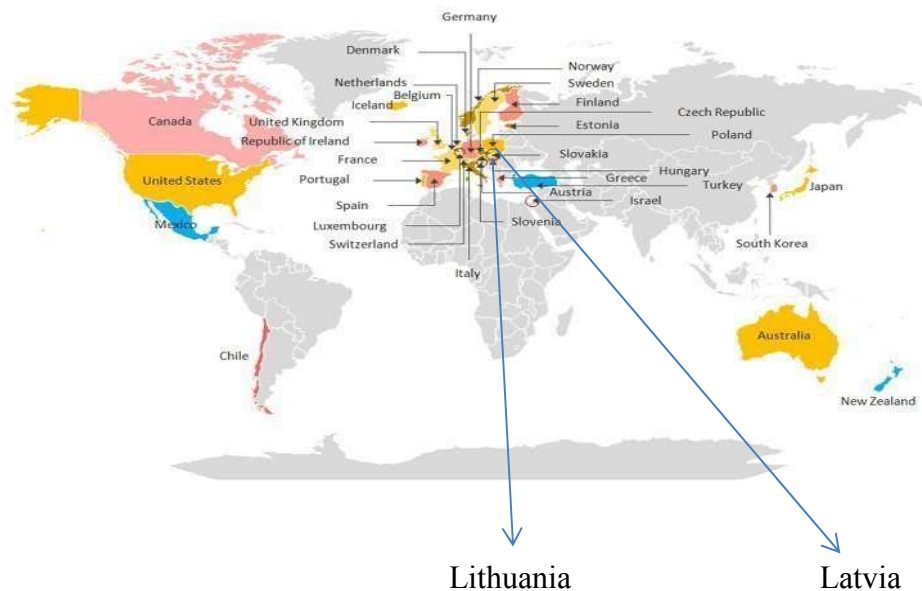 Germany
Denmark
Norway
Netherlands
Sweden
Belgium
Iceland
Finland
Czech Republic
Canada
United Kingdom
Estonia
Poland
Republic of Ireland
France
Slovakia
Hungary
United States
Portugal
Greece
Turkey
Japan
Austria
Israel
Spain
Mexico
Luxembourg
Slovenia
Switzerland
South Korea
Italy
Australia
Chile
New Zealand
Lithuania
Latvia